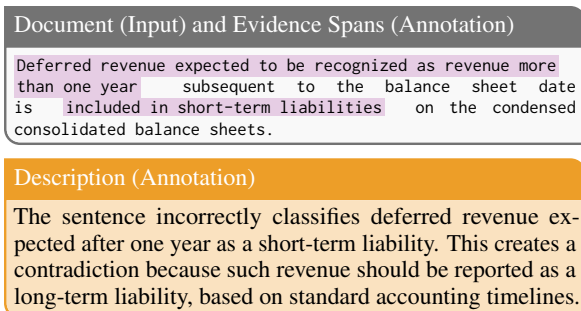 Document (Input) and Evidence Spans (Annotation)
Deferred revenue expected to be recognized as revenue more
than one year subsequent to the balance sheet date
is included in short-term liabilities on the condensed
consolidated balance sheets.
Description (Annotation)
The sentence incorrectly classifies deferred revenue ex-
pected after one year as a short-term liability. This creates a
contradiction because such revenue should be reported as a
long-term liability, based on standard accounting timelines.